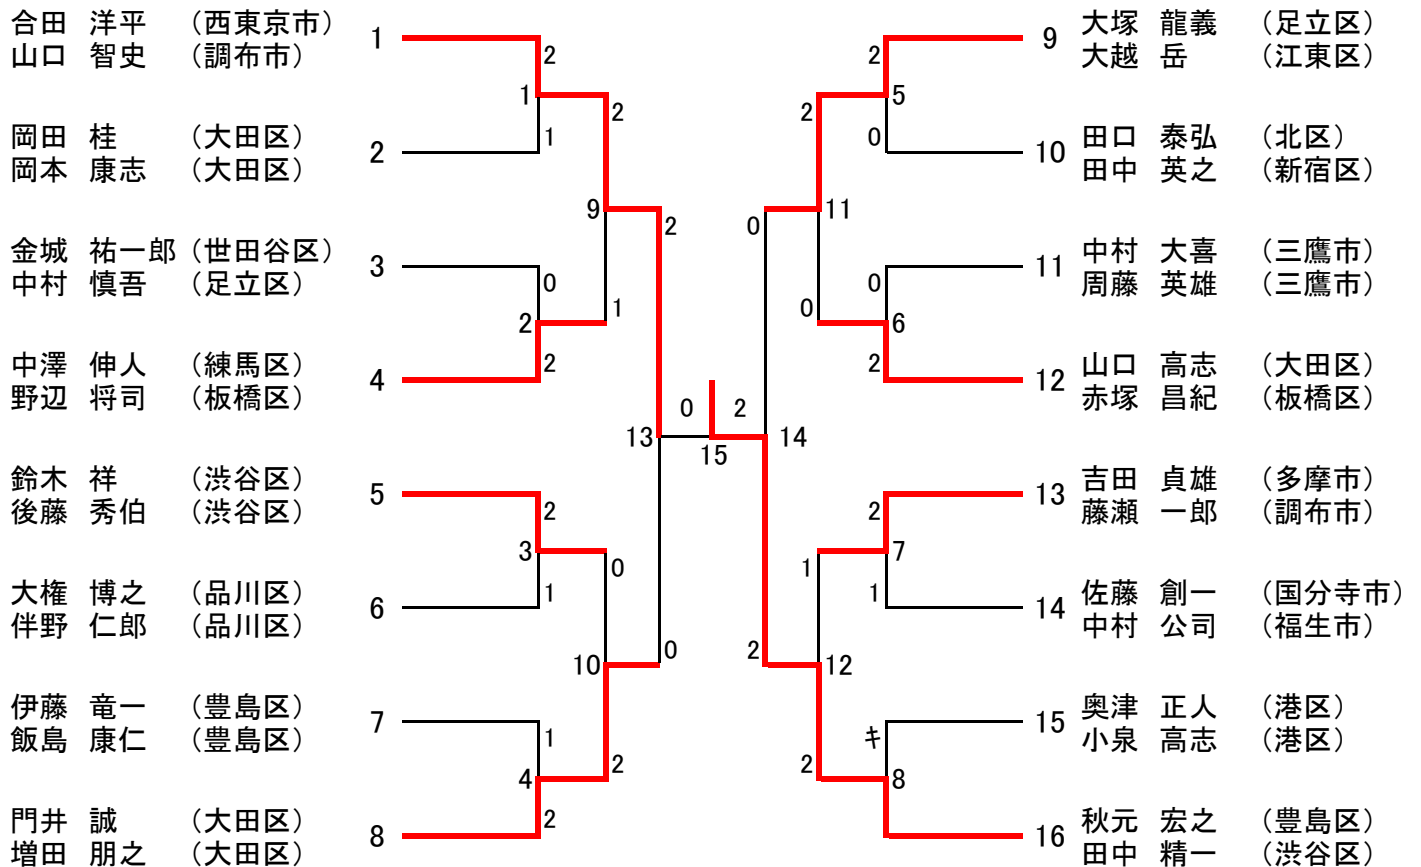 合田 洋平 （西東京市）
山口 智史 （調布市）
1
岡田 桂 （大田区）
岡本 康志 （大田区）
2
金城 祐一郎 （世田谷区）
中村 慎吾 （足立区）
3
中澤 伸人 （練馬区）
野辺 将司 （板橋区）
4
鈴木 祥 （渋谷区）
後藤 秀伯 （渋谷区）
5
大権 博之 （品川区）
伴野 仁郎 （品川区）
6
伊藤 竜一 （豊島区）
飯島 康仁 （豊島区）
7
門井 誠 （大田区）
増田 朋之 （大田区）
8
2
1
1
0
2
2
2
3
1
1
4
2
2
9
1
0
10
2
2
13
0
0
15
2
0
14
2
2
11
0
1
12
2
2
5
0
0
6
2
2
7
1
キ
8
9
大塚 龍義 （足立区）
大越 岳 （江東区）
10
田口 泰弘 （北区）
田中 英之 （新宿区）
11
中村 大喜 （三鷹市）
周藤 英雄 （三鷹市）
12
山口 高志 （大田区）
赤塚 昌紀 （板橋区）
13
吉田 貞雄 （多摩市）
藤瀬 一郎 （調布市）
14
佐藤 創一 （国分寺市）
中村 公司 （福生市）
15
奥津 正人 （港区）
小泉 高志 （港区）
16
秋元 宏之 （豊島区）
田中 精一 （渋谷区）